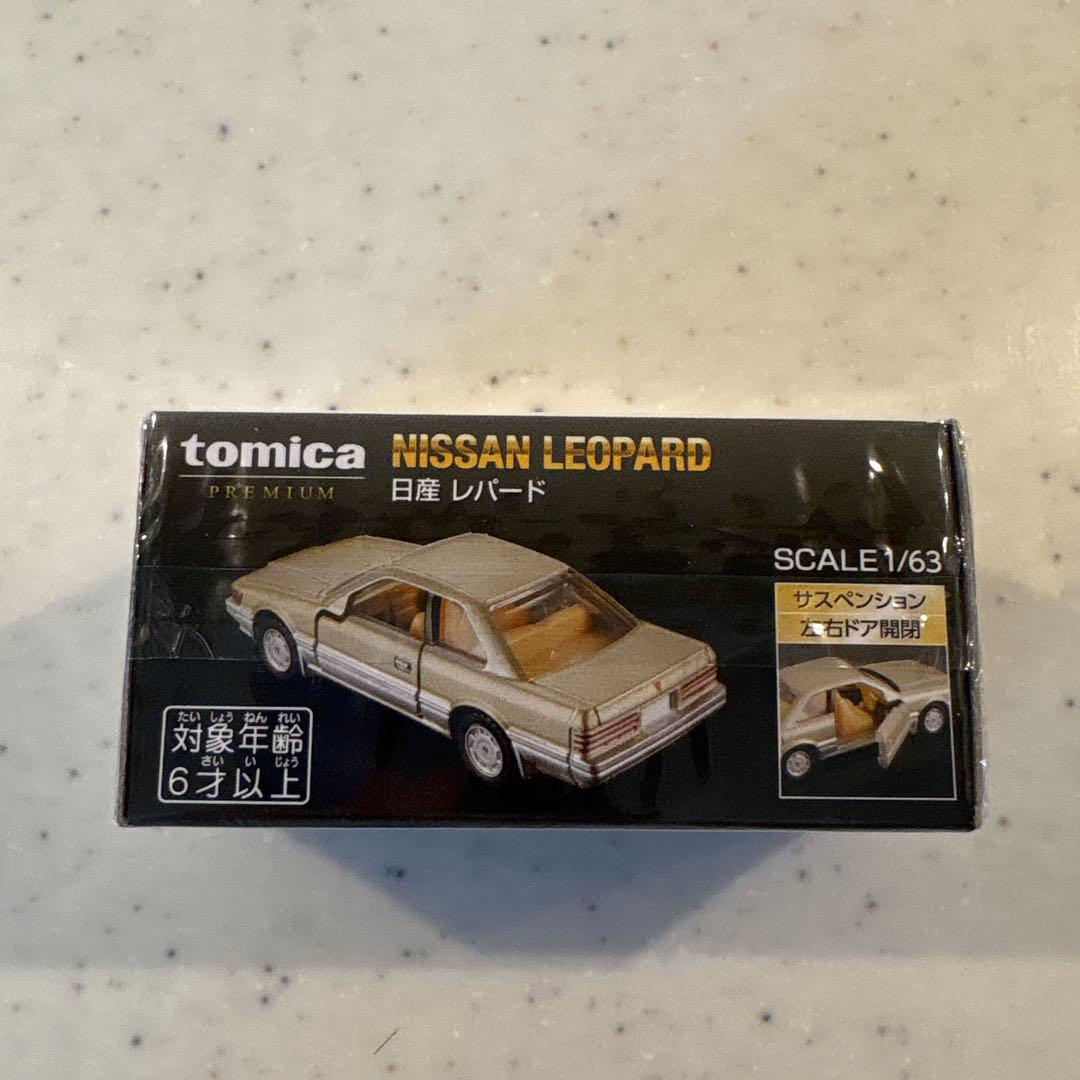 tomica
PREMIUM
NISSAN LEOPARD
日産 レパード
SCALE 1/63
サスペンション
左右ドア開閉
たい しょう ねん れい
対象年齢
さい い じょう
6才以上